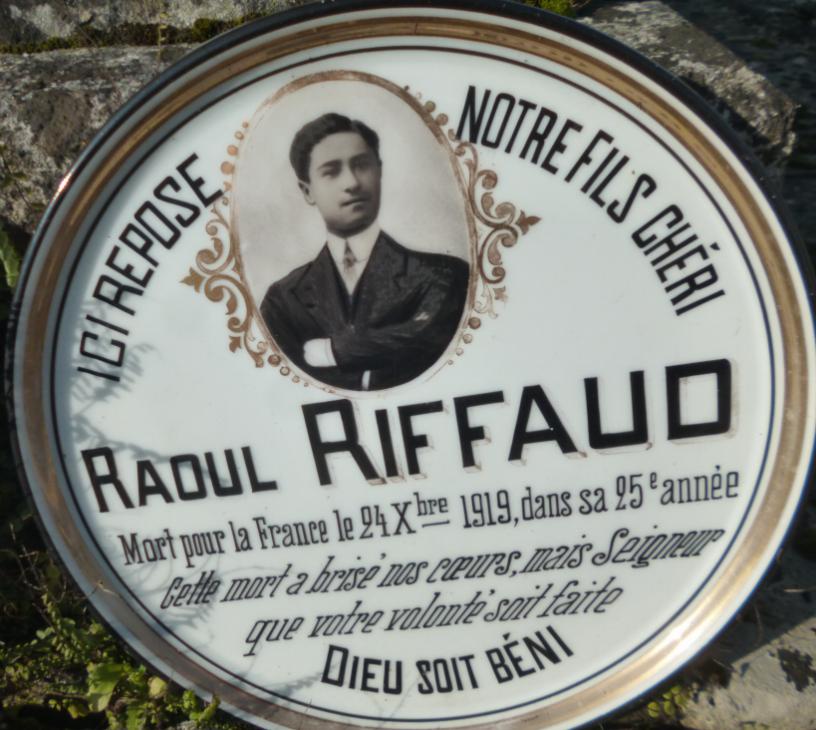 ICI REPOSE
NOTRE FILS CHÉRI
RAOUL RIFFAUD
Mort pour la France le 24 Xbre 1919, dans sa 25e année
Cette mort a brisé nos cœurs, mais Seigneur
que votre volonté soit faite
DIEU SOIT BÉNI